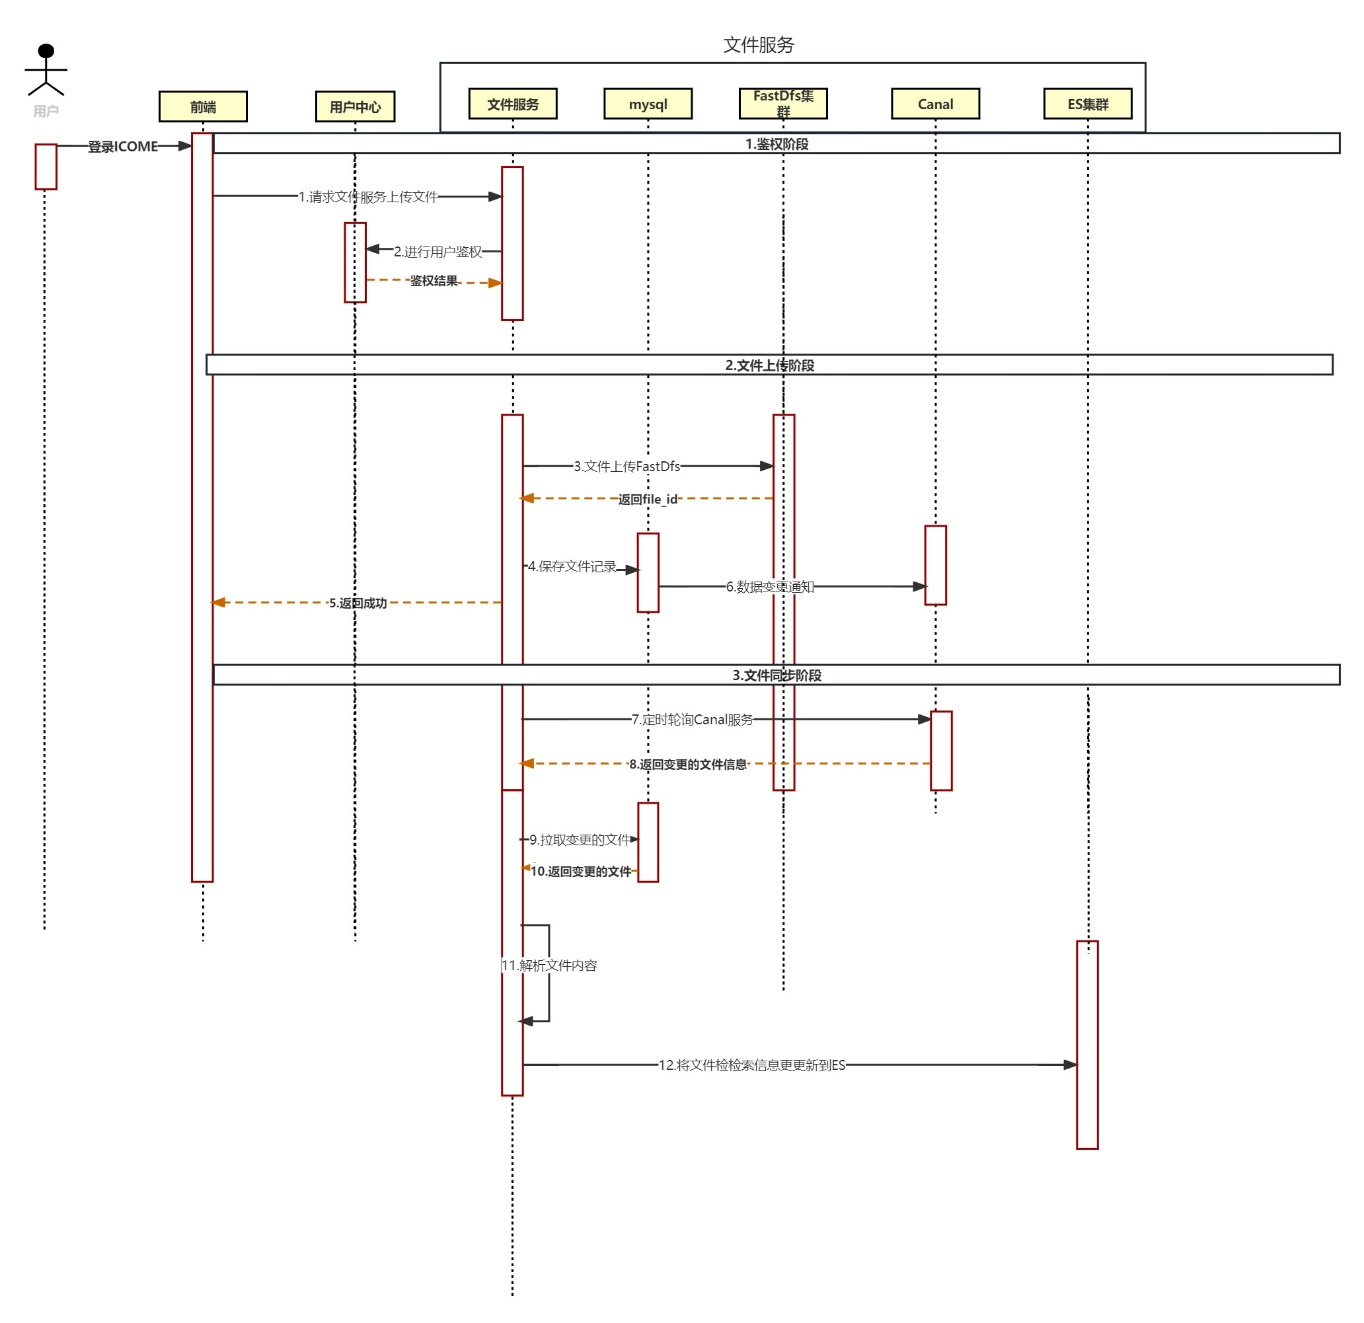 文件服务
用户
前端
用户中心
文件服务
mysql
FastDfs集
群
Canal
ES集群
登录ICOME
1.鉴权阶段
1.请求文件服务上传文件
2.进行用户鉴权
鉴权结果
2.文件上传阶段
3.文件上传FastDfs
返回file_id
4.保存文件记录
6.数据变更通知
5.返回成功
3.文件同步阶段
7.定时轮询Canal服务
8.返回变更的文件信息
9.拉取变更的文件
10.返回变更的文件
11.解析文件内容
12.将文件检检索信息更更新到ES